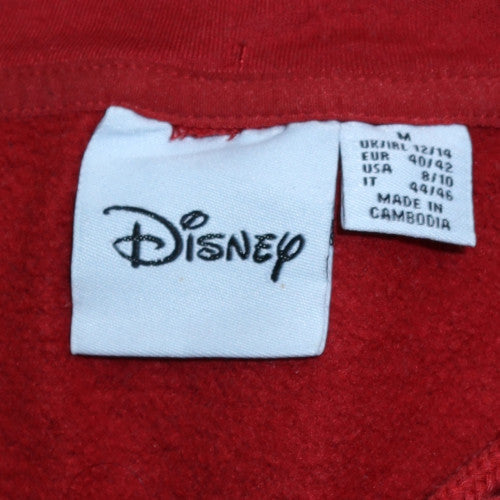 Disney
M
UK/IRL 12/14
EUR 40/42
USA 8/10
IT 44/46
MADE IN
CAMBODIA